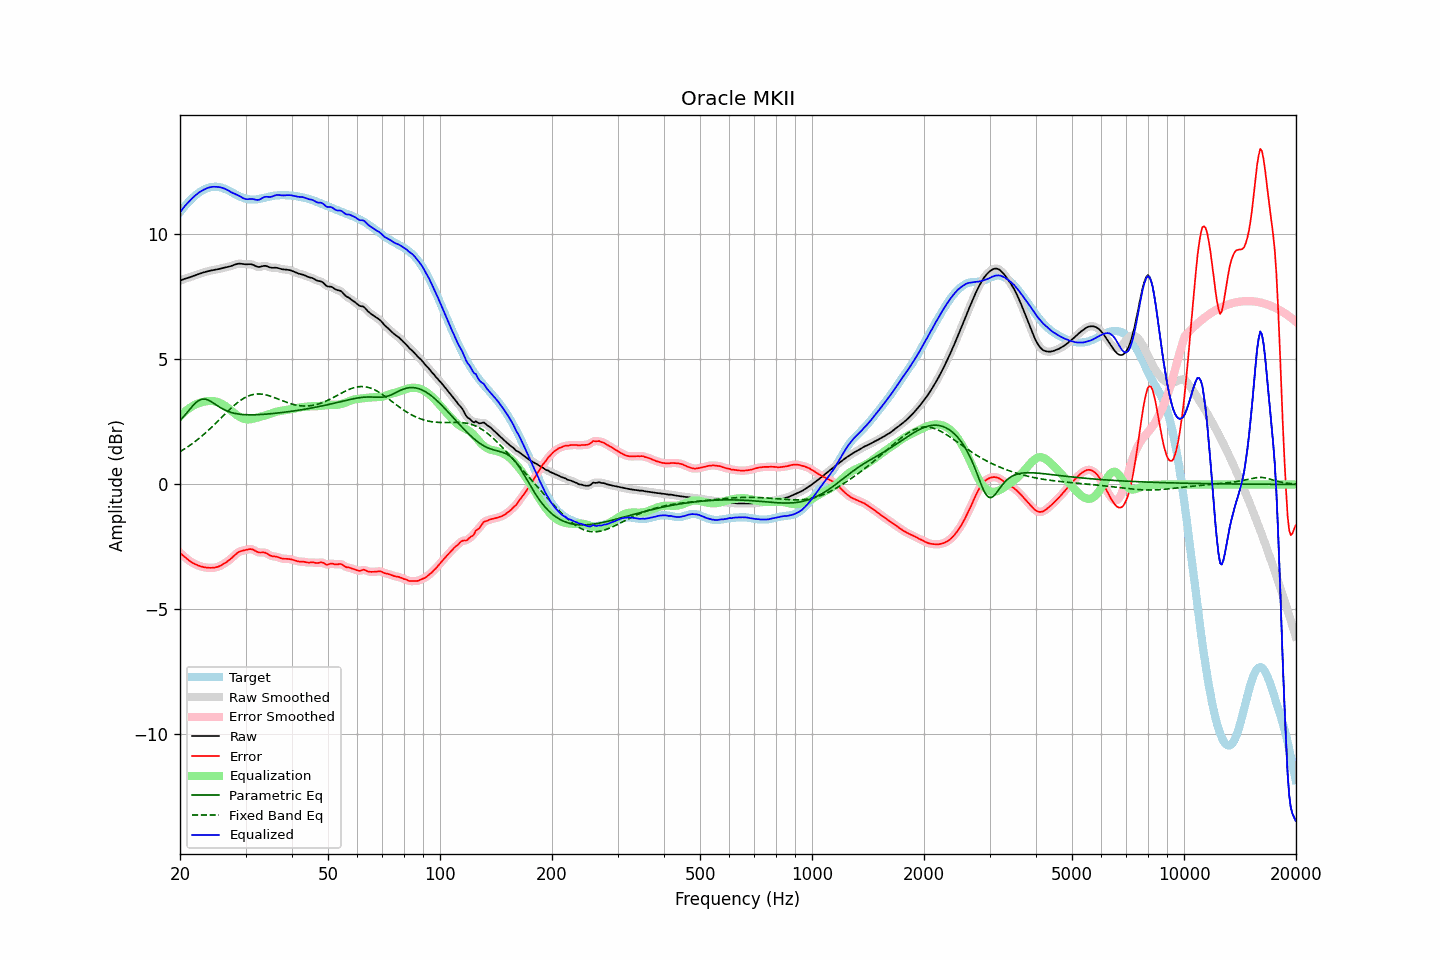 Oracle MKII
Amplitude (dBr)
10
5
0
−5
−10
Target
Raw Smoothed
Error Smoothed
Raw
Error
Equalization
Parametric Eq
Fixed Band Eq
Equalized
20 50 100 200 500 1000 2000 5000 10000 20000
Frequency (Hz)